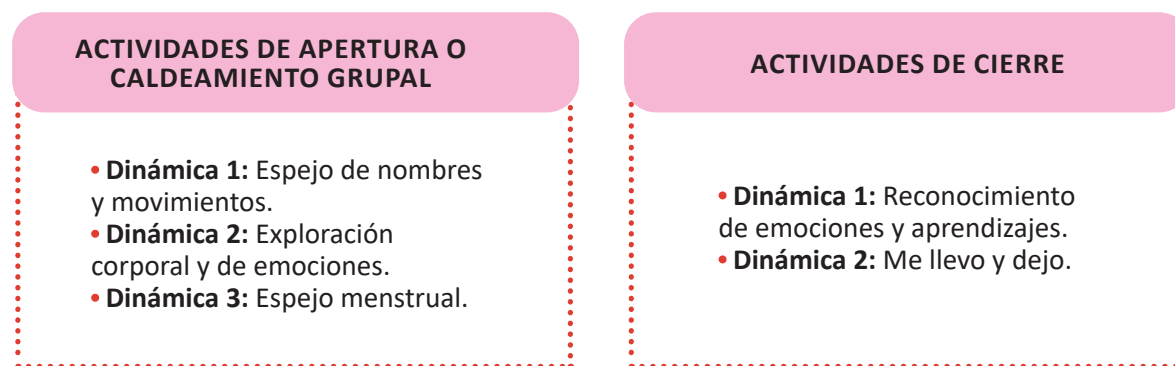 ACTIVIDADES DE APERTURA O
CALDEAMIENTO GRUPAL
• Dinámica 1: Espejo de nombres
y movimientos.
• Dinámica 2: Exploración
corporal y de emociones.
• Dinámica 3: Espejo menstrual.
ACTIVIDADES DE CIERRE
• Dinámica 1: Reconocimiento
de emociones y aprendizajes.
• Dinámica 2: Me llevo y dejo.